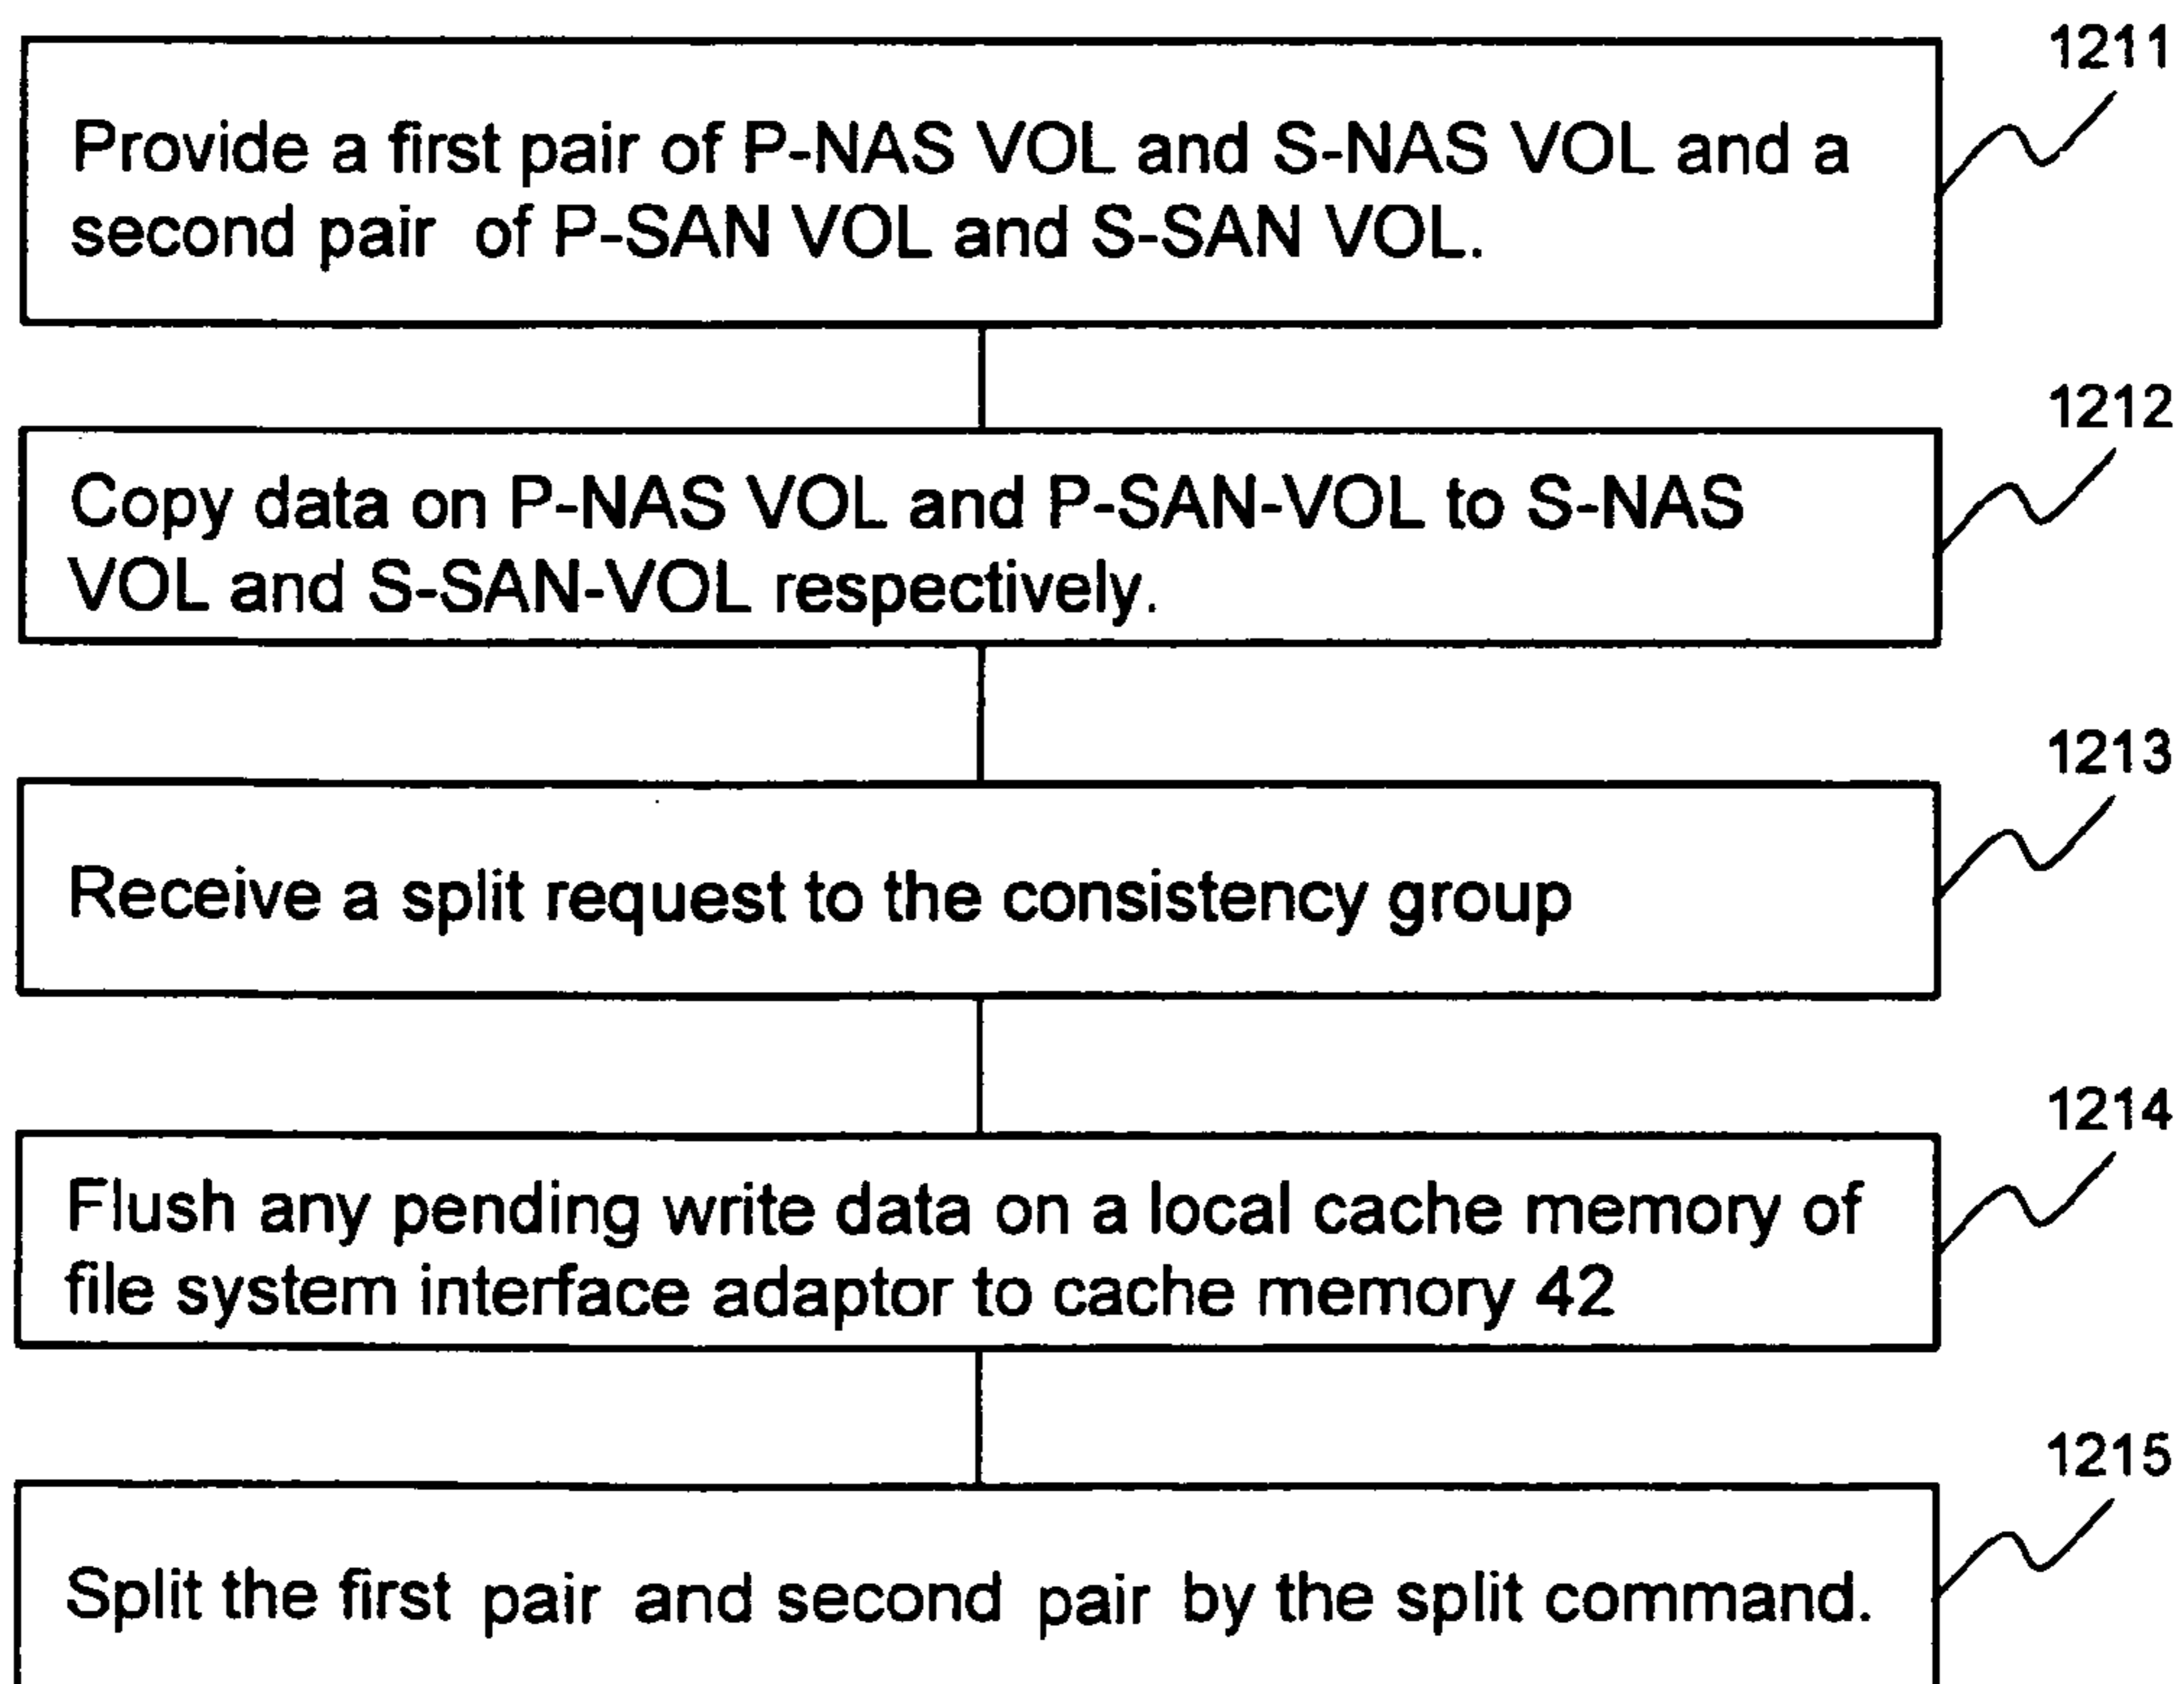 1211
Provide a first pair of P-NAS VOL and S-NAS VOL and a
second pair of P-SAN VOL and S-SAN VOL.
1212
Copy data on P-NAS VOL and P-SAN-VOL to S-NAS
VOL and S-SAN-VOL respectively.
1213
Receive a split request to the consistency group
1214
Flush any pending write data on a local cache memory of
file system interface adaptor to cache memory 42
1215
Split the first pair and second pair by the split command.